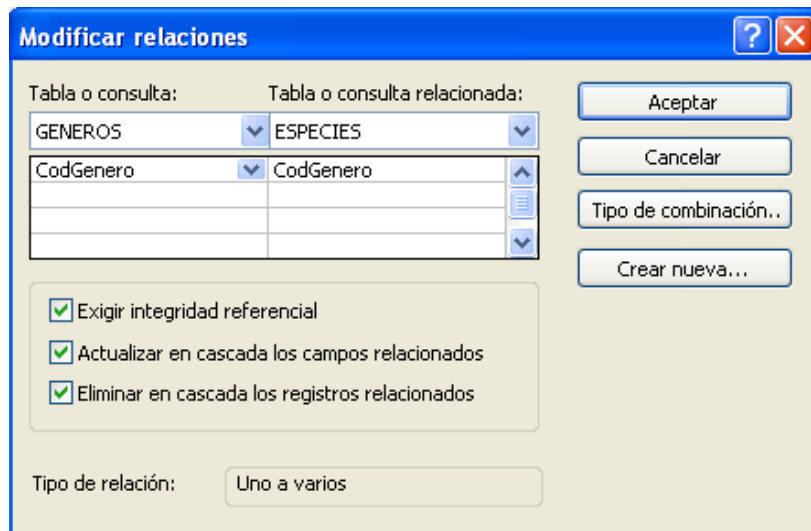 Modificar relaciones
Tabla o consulta: Tabla o consulta relacionada:
GENEROS ESPECIES
CodGenero CodGenero
Aceptar
Cancelar
Tipo de combinación..
Crear nueva...
Exigir integridad referencial
Actualizar en cascada los campos relacionados
Eliminar en cascada los registros relacionados
Tipo de relación: Uno a varios